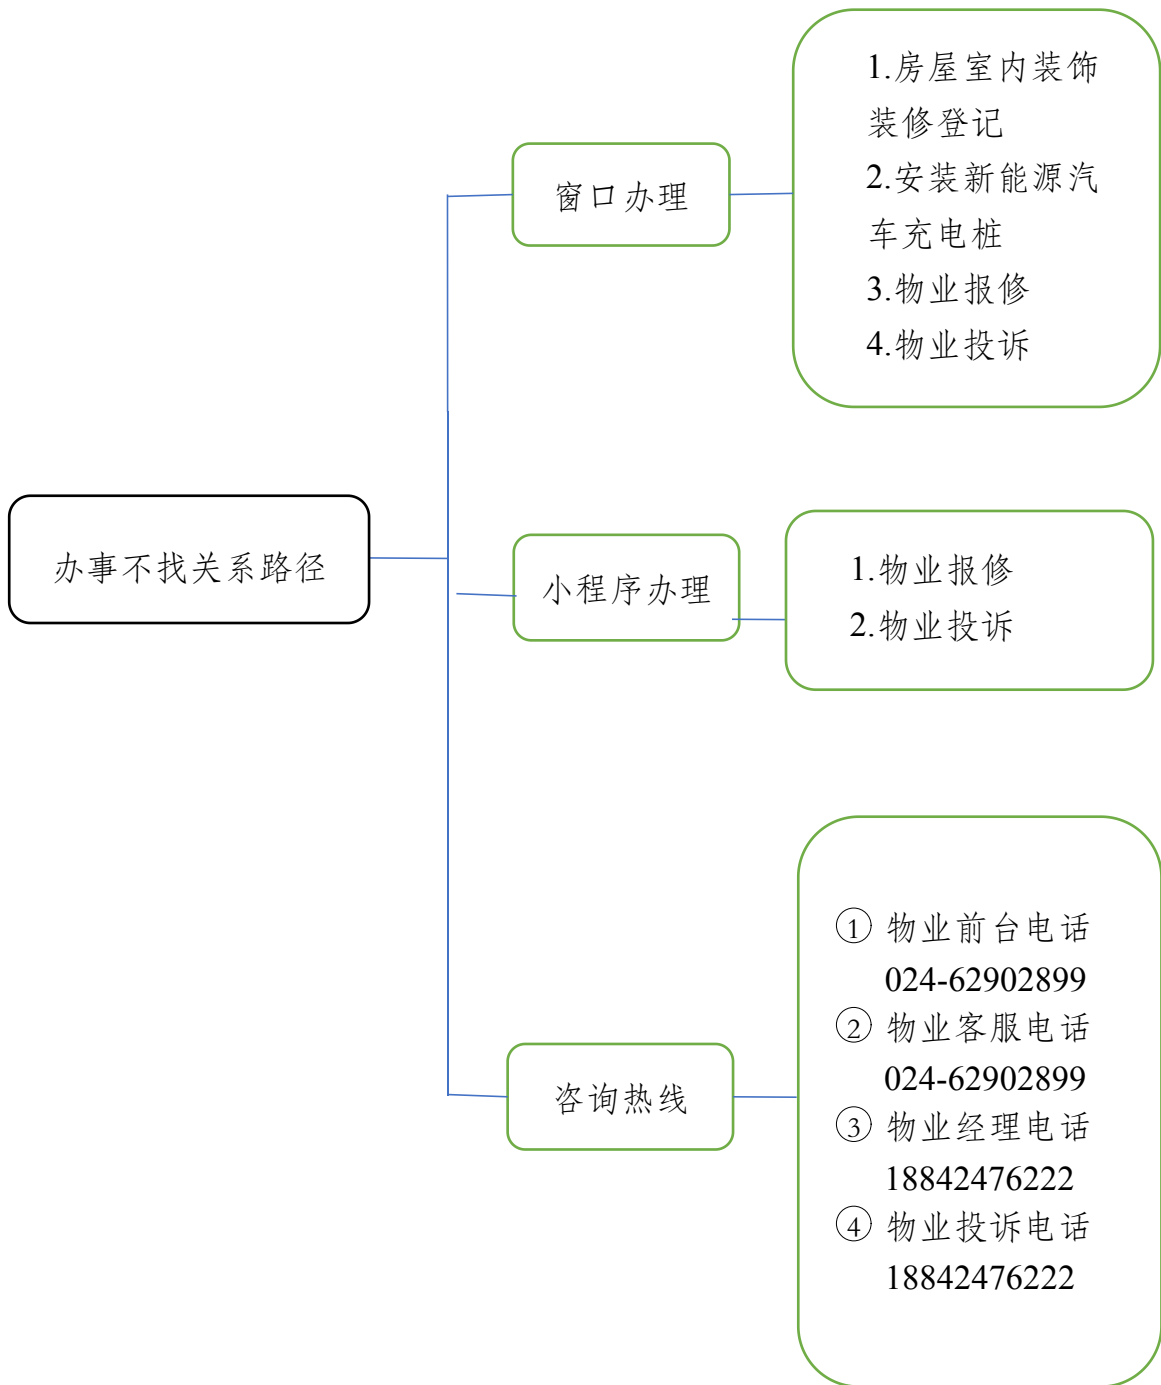 办事不找关系路径
窗口办理
1.房屋室内装饰
装修登记
2.安装新能源汽
车充电桩
3.物业报修
4.物业投诉
小程序办理
1.物业报修
2.物业投诉
咨询热线
① 物业前台电话
024-62902899
② 物业客服电话
024-62902899
③ 物业经理电话
18842476222
④ 物业投诉电话
18842476222